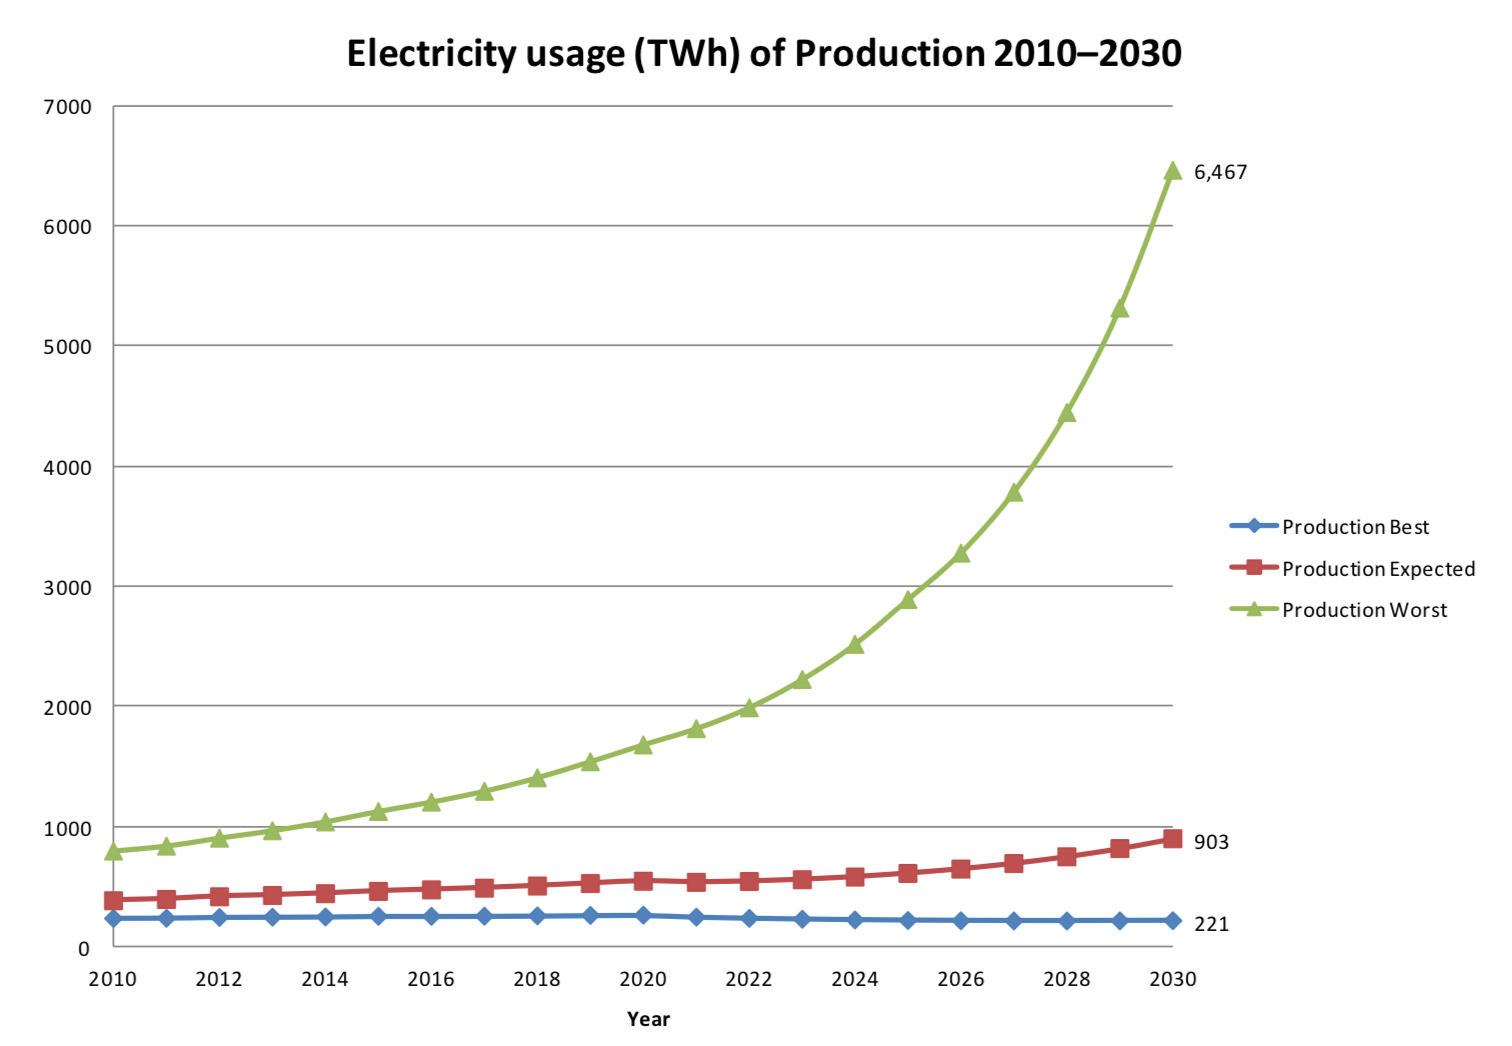 Electricity usage (TWh) of Production 2010–2030
7000
6,467
6000
5000
4000
Production Best
3000
Production Expected
Production Worst
2000
1000
903
221
0
2010 2012 2014 2016 2018 2020 2022 2024 2026 2028 2030
Year